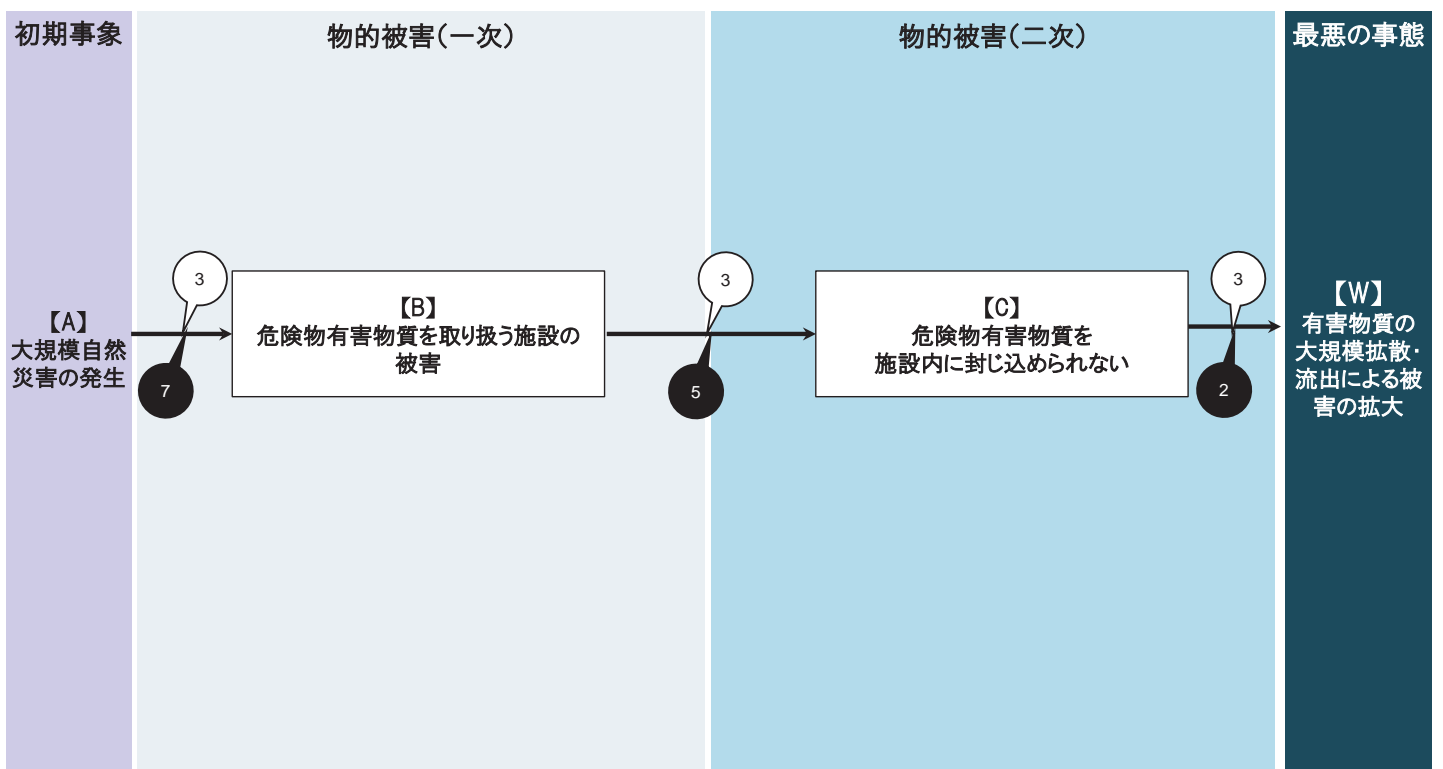 初期事象
物的被害(一次)
物的被害(二次)
最悪の事態
【A】
大規模自然
災害の発生
3
7
【B】
危険物有害物質を取り扱う施設の
被害
3
5
【C】
危険物有害物質を
施設内に封じ込められない
3
2
【W】
有害物質の
大規模拡散・
流出による被
害の拡大